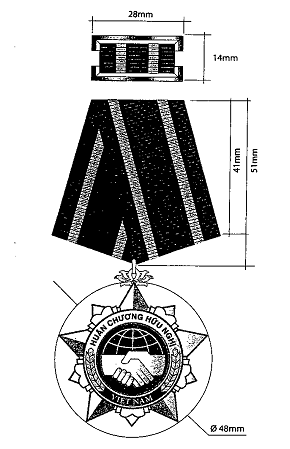 28mm
14mm
41mm
51mm
HUÂN CHƯƠNG HỮU NGHỊ
VIỆT NAM
Ø 48mm